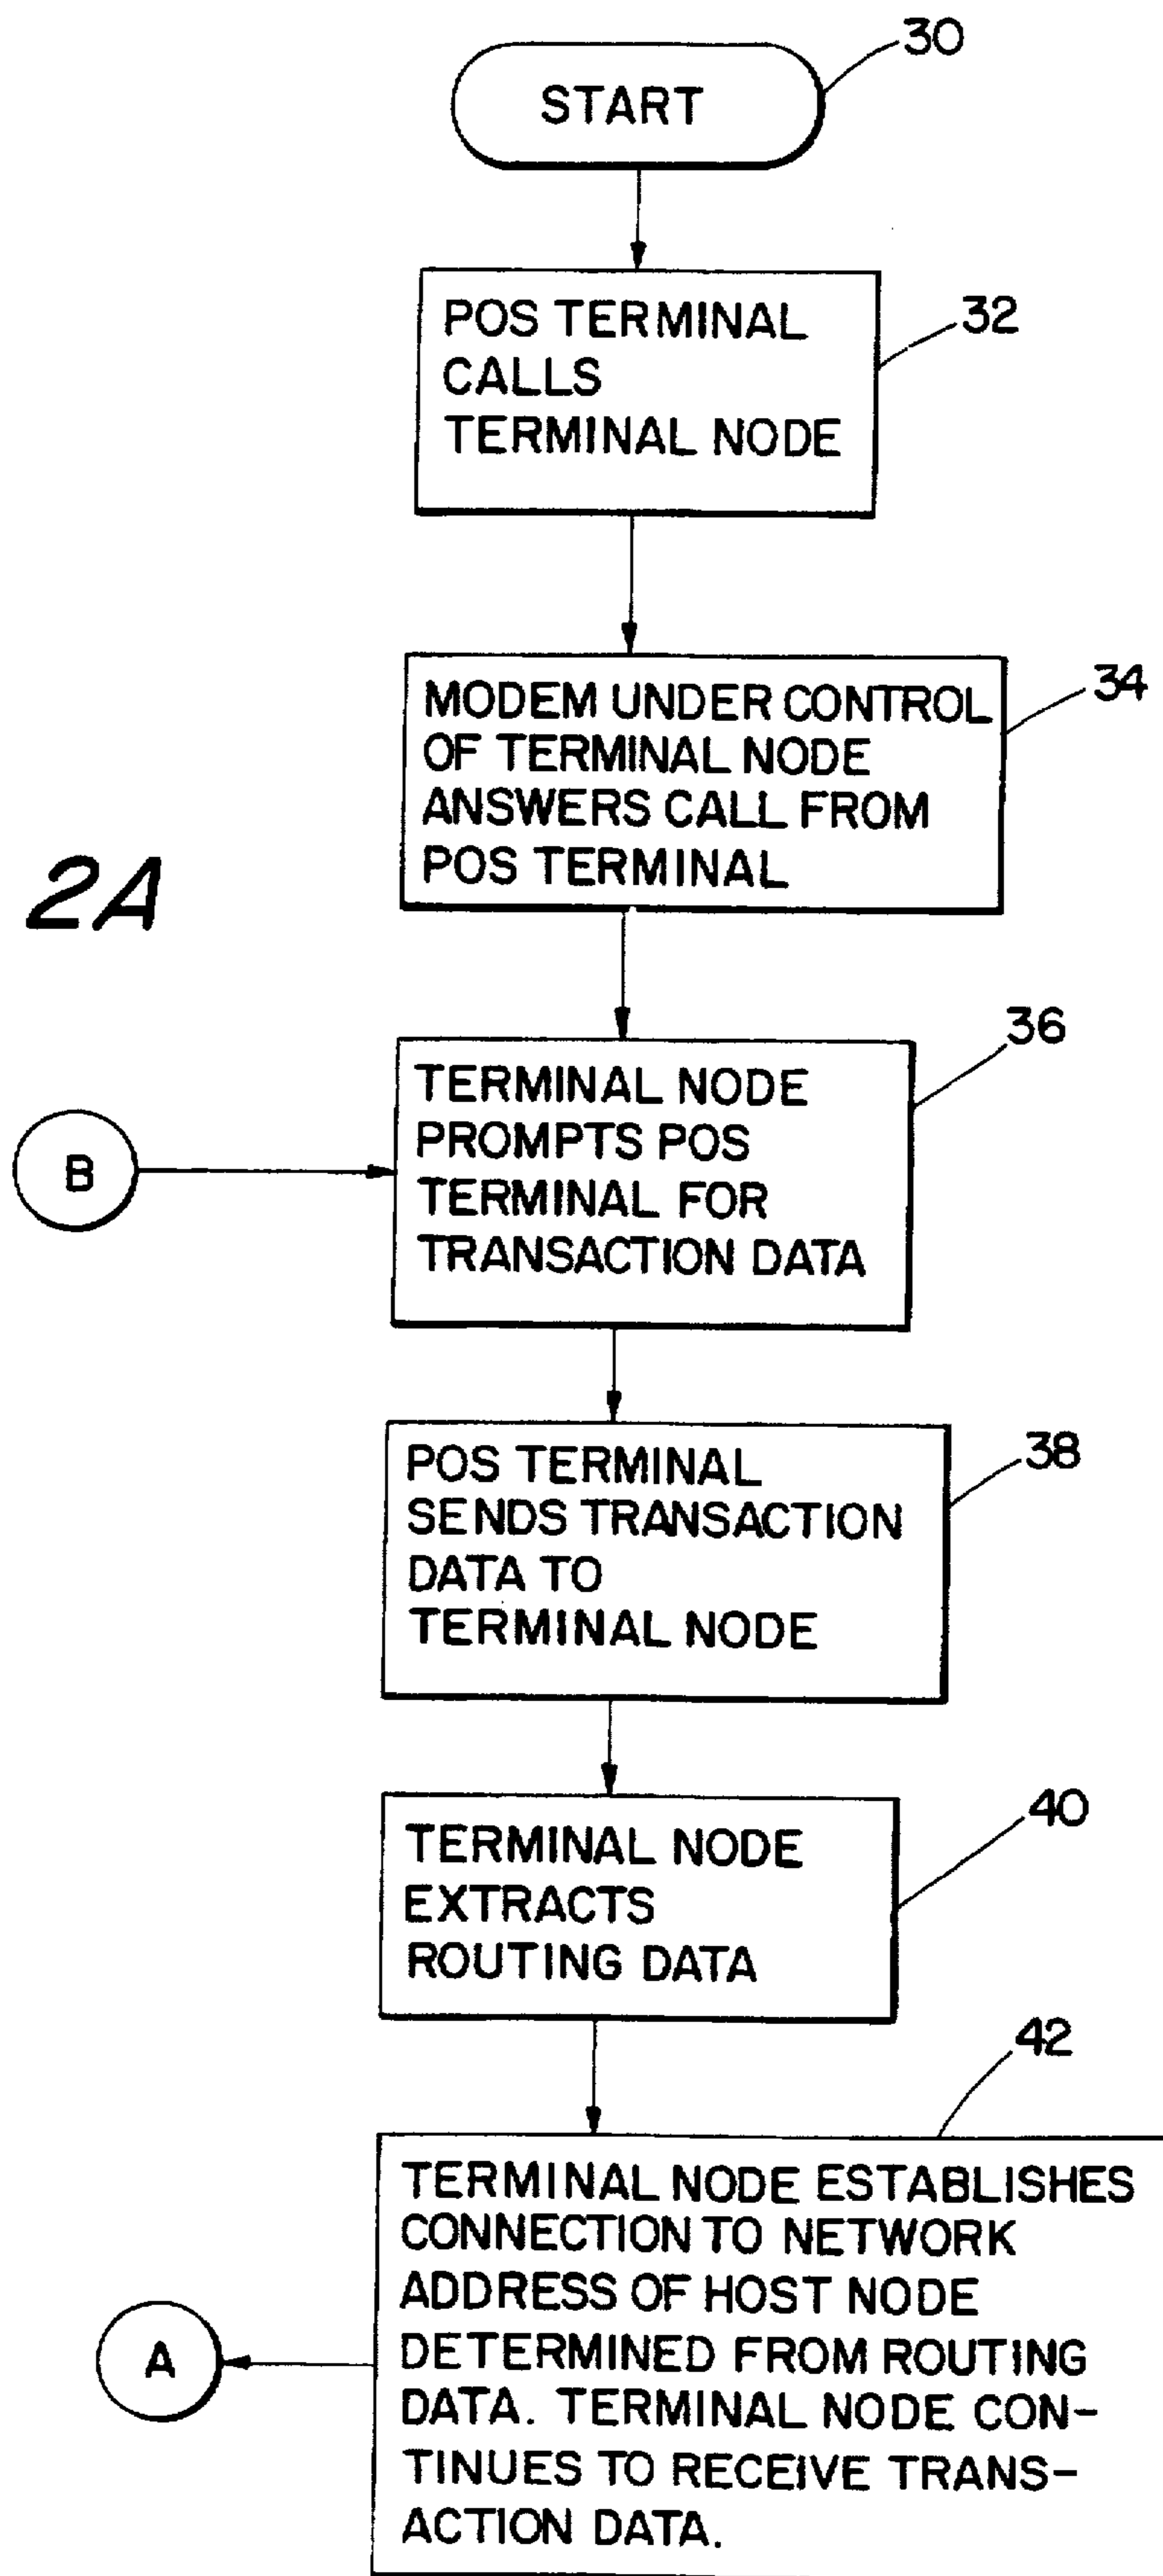 START
30
POS TERMINAL
CALLS
TERMINAL NODE
32
MODEM UNDER CONTROL
OF TERMINAL NODE
ANSWERS CALL FROM
POS TERMINAL
34
2A
TERMINAL NODE
PROMPTS POS
TERMINAL FOR
TRANSACTION DATA
36
B
POS TERMINAL
SENDS TRANSACTION
DATA TO
TERMINAL NODE
38
TERMINAL NODE
EXTRACTS
ROUTING DATA
40
42
TERMINAL NODE ESTABLISHES
CONNECTION TO NETWORK
ADDRESS OF HOST NODE
DETERMINED FROM ROUTING
DATA. TERMINAL NODE CON-
TINUES TO RECEIVE TRANS-
ACTION DATA.
A